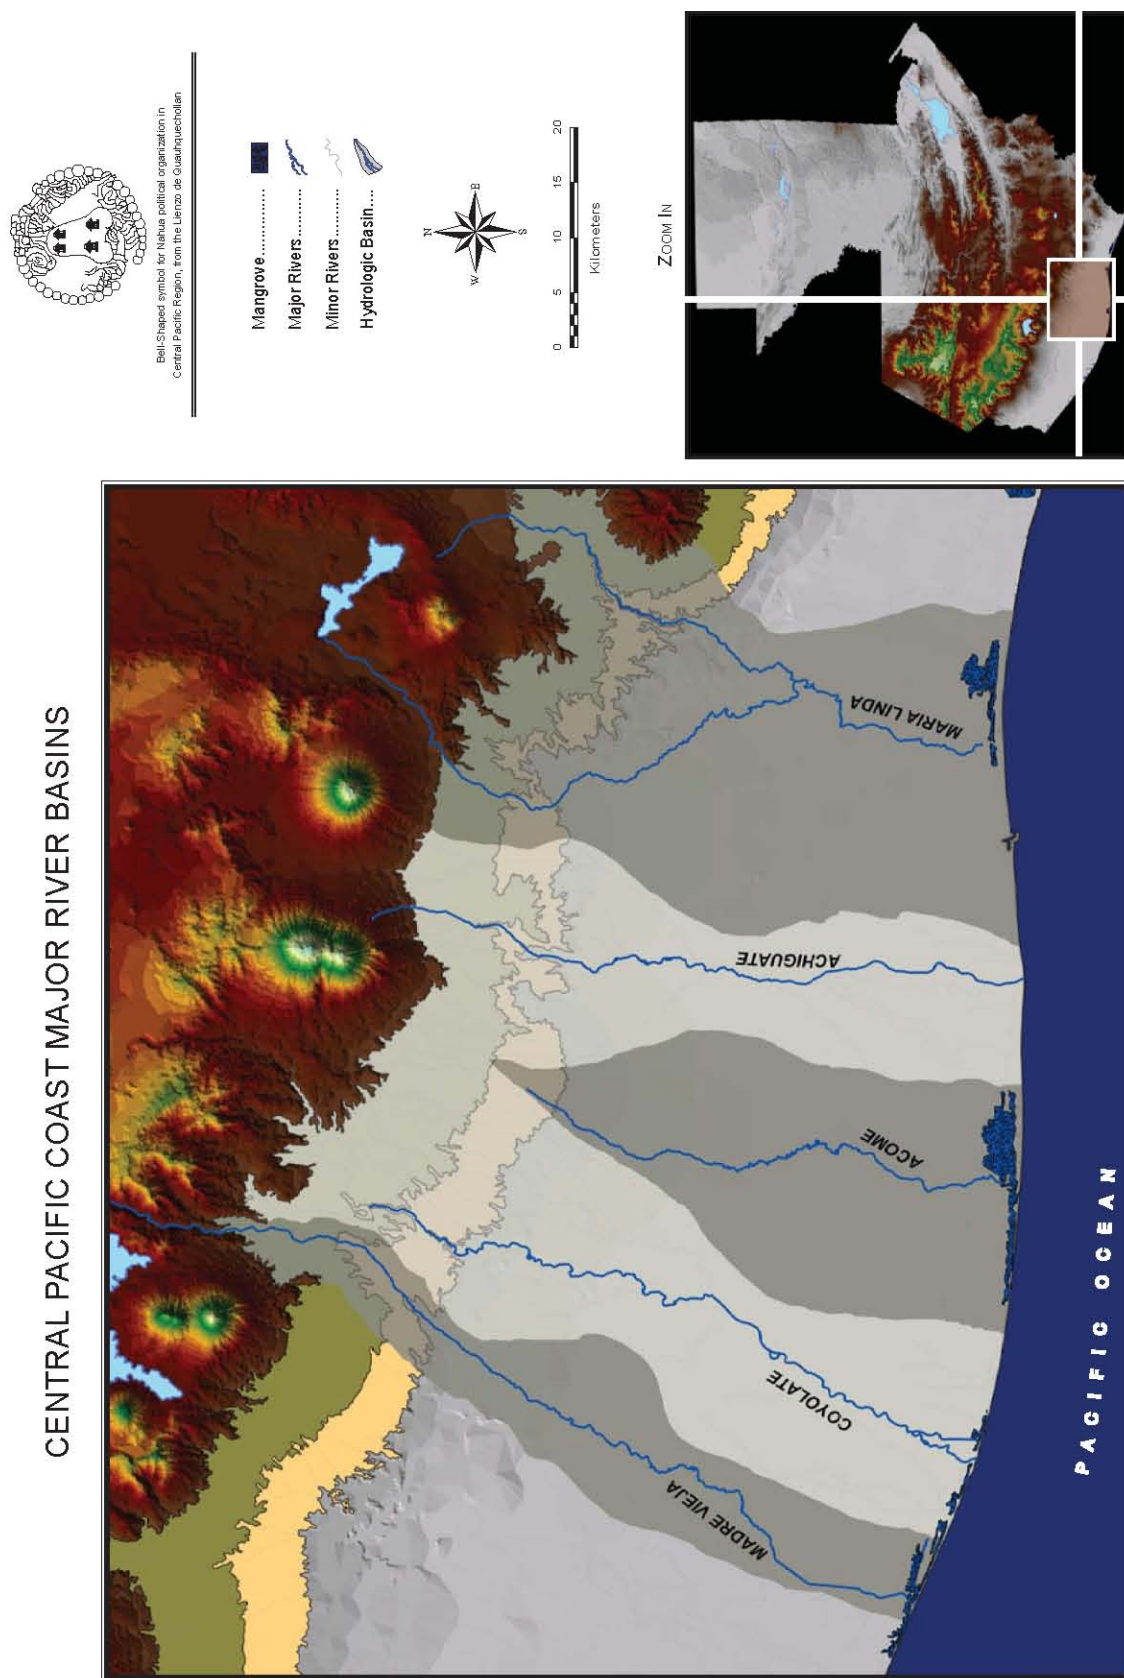 CENTRAL PACIFIC COAST MAJOR RIVER BASINS
MADRE VIEJA
COYOLATE
ACOME
ACHIGUATE
MARIA LINDA
PACIFIC OCEAN
Bell-Shaped symbol for Nahua political organization in
Central Pacific Region, from the Lienzo de Quauhquechollan
Mangrove..............
Major Rivers..........
Minor Rivers..........
Hydrologic Basin....
N
W
E
S
0 5 10 15 20
Kilometers
ZOOM IN